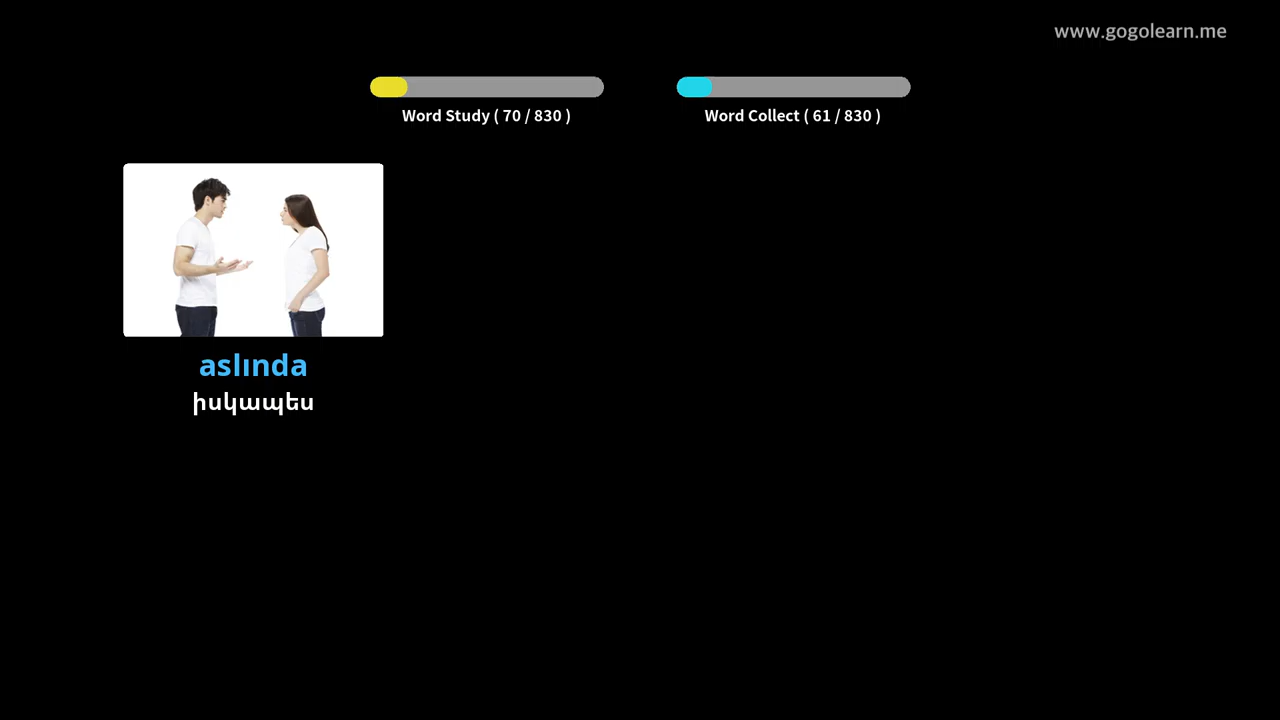 www.gogolearn.me
Word Study ( 70 / 830 )
Word Collect ( 61 / 830 )
aslında
իսկապես